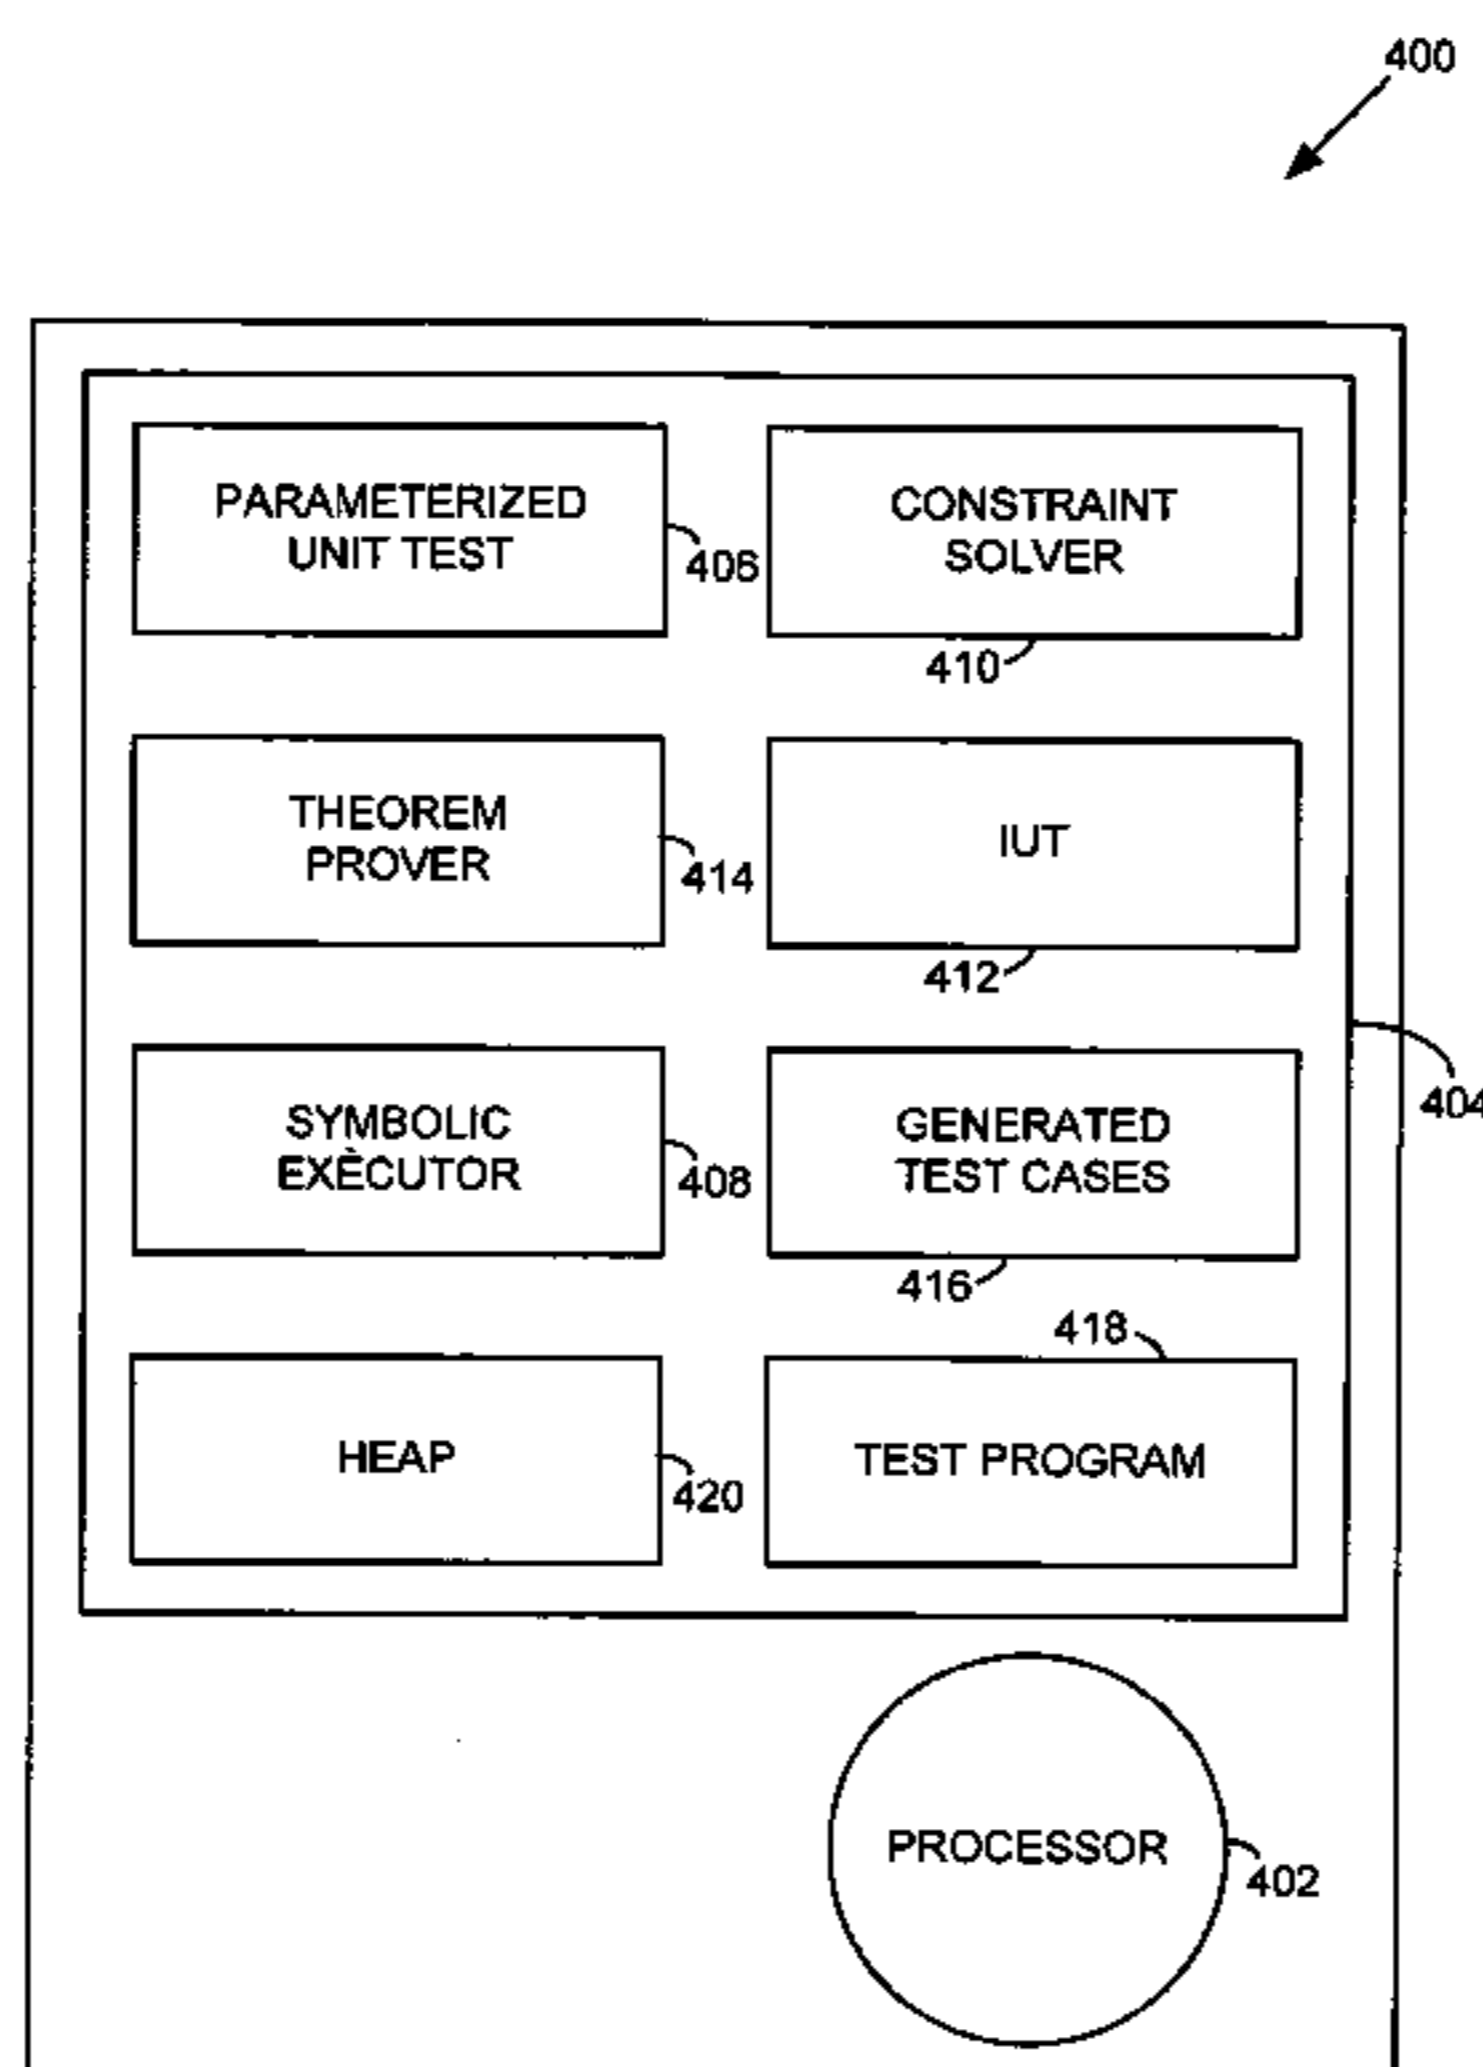 400
PARAMETERIZED
UNIT TEST
406
CONSTRAINT
SOLVER
410
THEOREM
PROVER
414
IUT
412
404
SYMBOLIC
EXECUTOR
408
GENERATED
TEST CASES
416
418
HEAP
420
TEST PROGRAM
PROCESSOR
402